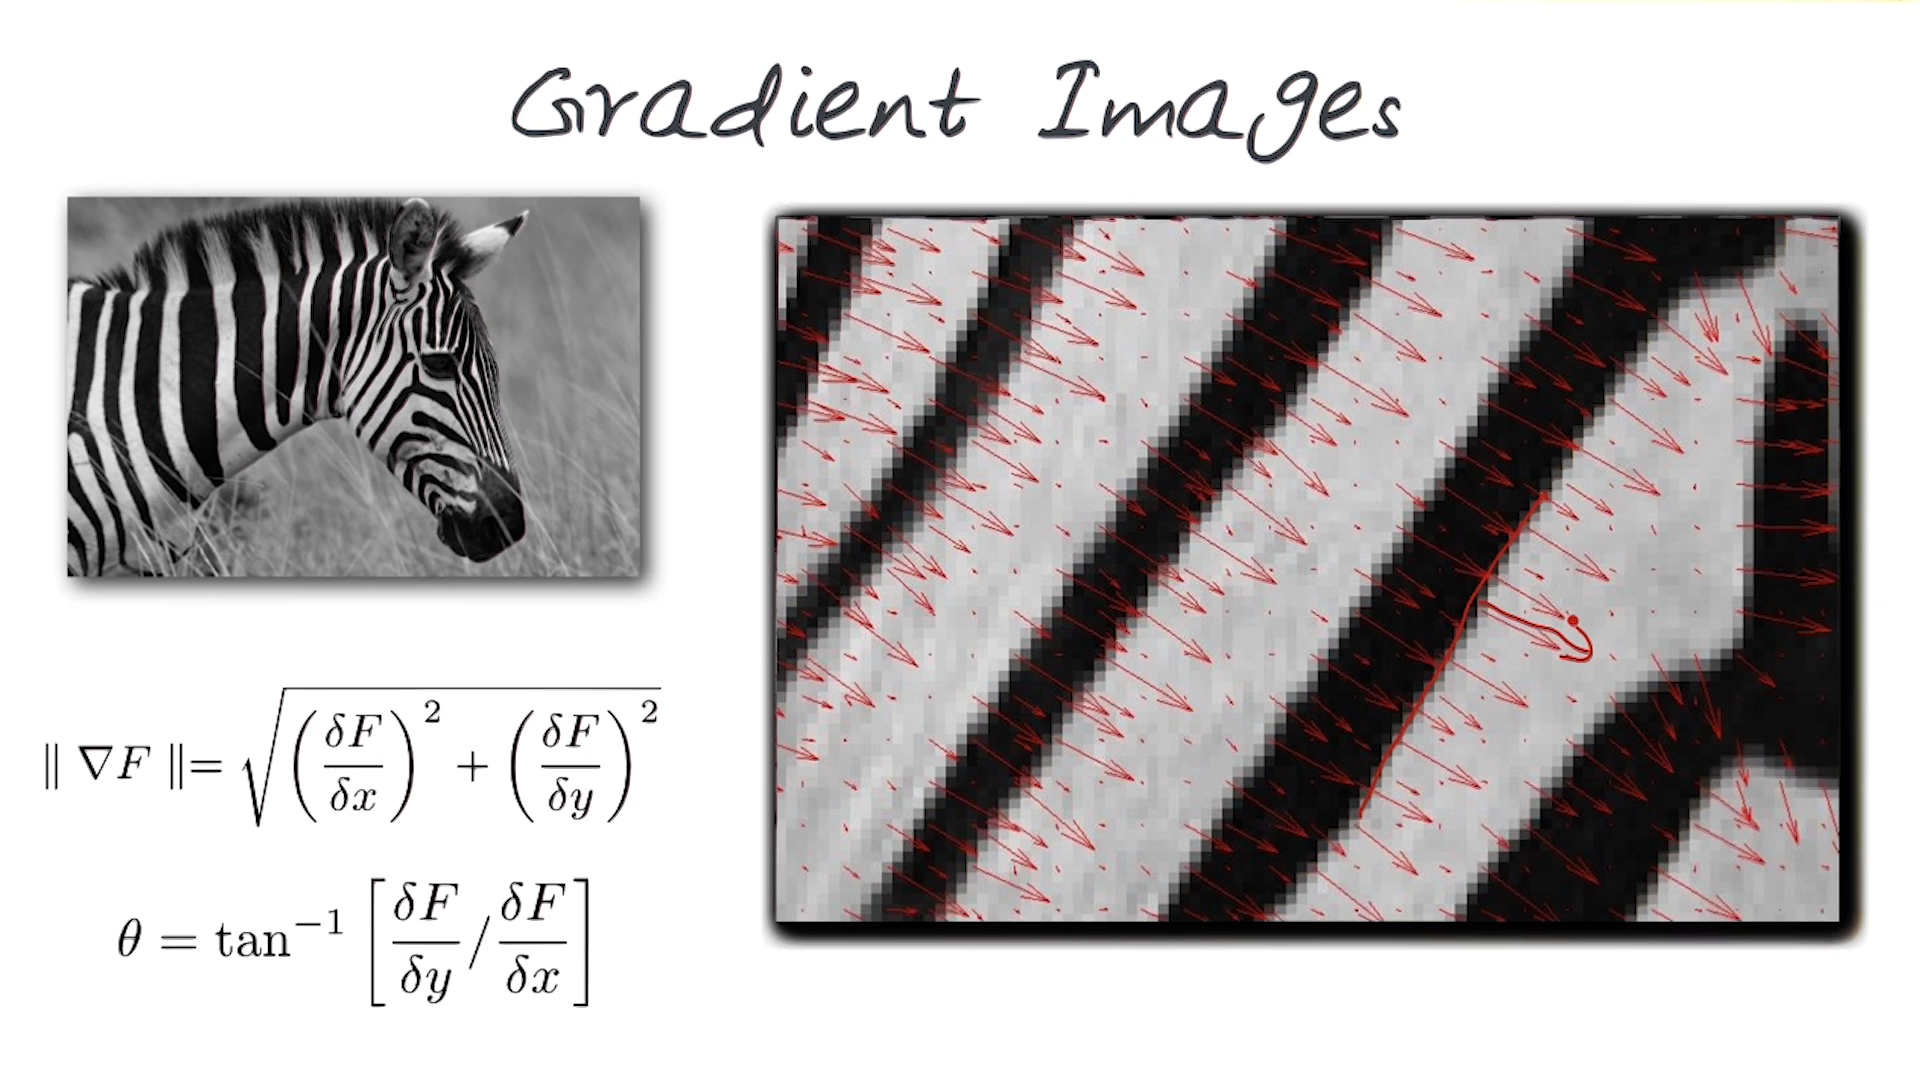 Gradient Images
‖ ∇F ‖= √((δF/δx)² + (δF/δy)²)
θ = tan⁻¹ [δF/δy / δF/δx]